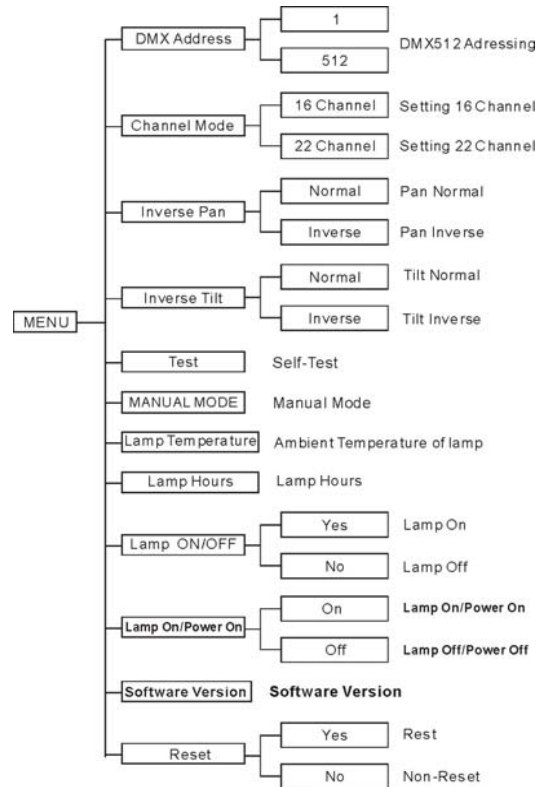 1
DMX Address
DMX512 Adressing
512
16 Channel Setting 16 Channel
Channel Mode
22 Channel Setting 22 Channel
Normal Pan Normal
Inverse Pan
Inverse Pan Inverse
Normal Tilt Normal
Inverse Tilt
Inverse Tilt Inverse
MENU
Test Self-Test
MANUAL MODE Manual Mode
Lamp Temperature Ambient Temperature of lamp
Lamp Hours Lamp Hours
Yes Lamp On
Lamp ON/OFF
No Lamp Off
On Lamp On/Power On
Lamp On/Power On
Off Lamp Off/Power Off
Software Version Software Version
Yes Rest
Reset
No Non-Reset